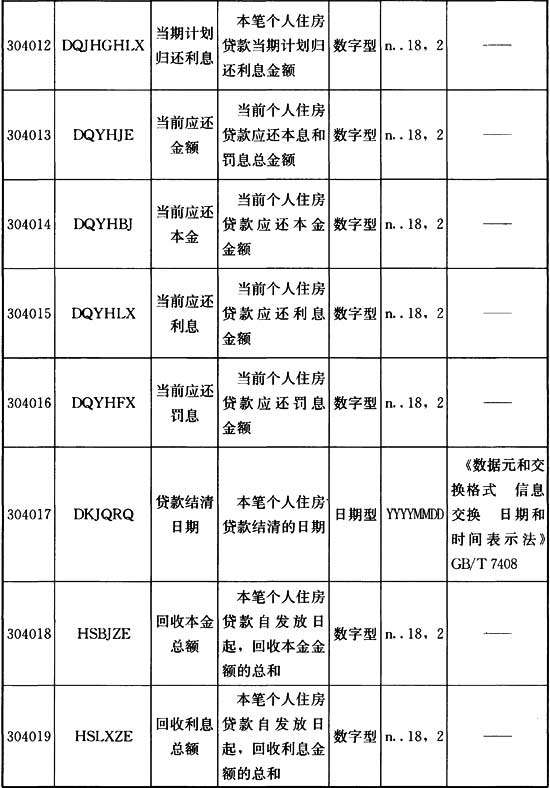 304012 DQJHGHLX 当期计划归还利息 本笔个人住房贷款当期计划归还利息金额 数字型 n..18，2 ——
304013 DQYHJE 当前应还金额 当前个人住房贷款应还本息和罚息总金额 数字型 n..18，2 ——
304014 DQYHBJ 当前应还本金 当前个人住房贷款应还本金金额 数字型 n..18，2 ——
304015 DQYHLX 当前应还利息 当前个人住房贷款应还利息金额 数字型 n..18，2 ——
304016 DQYHFX 当前应还罚息 当前个人住房贷款应还罚息金额 数字型 n..18，2 ——
304017 DKJQRQ 贷款结清日期 本笔个人住房贷款结清的日期 日期型 YYYYMMDD 《数据元和交换格式 信息交换 日期和时间表示法》GB/T 7408
304018 HSBJZE 回收本金总额 本笔个人住房贷款自发放日起，回收本金金额的总和 数字型 n..18，2 ——
304019 HSLXZE 回收利息总额 本笔个人住房贷款自发放日起，回收利息金额的总和 数字型 n..18，2 ——